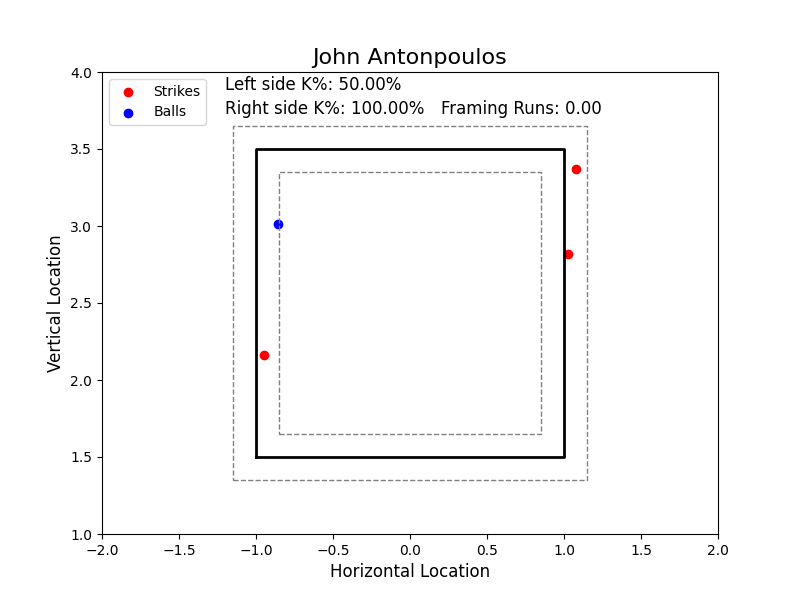 John Antonpoulos
Strikes
Balls
Left side K%: 50.00%
Right side K%: 100.00% Framing Runs: 0.00
Vertical Location
4.0
3.5
3.0
2.5
2.0
1.5
1.0
−2.0 −1.5 −1.0 −0.5 0.0 0.5 1.0 1.5 2.0
Horizontal Location